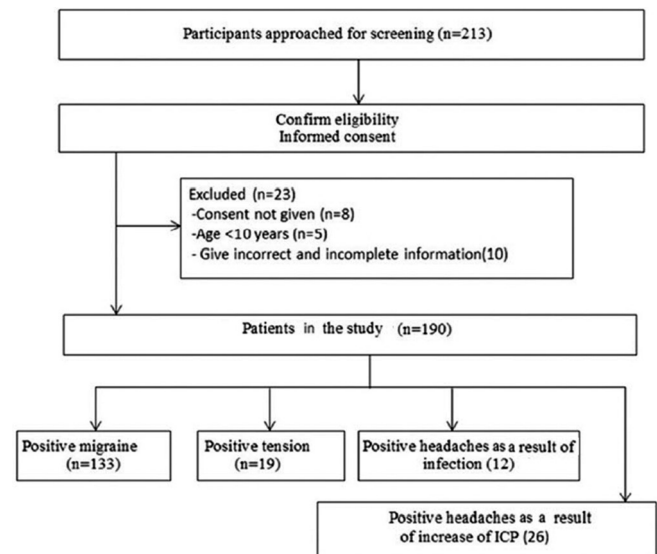 Participants approached for screening (n=213)
Confirm eligibility
Informed consent
Excluded (n=23)
-Consent not given (n=8)
-Age <10 years (n=5)
- Give incorrect and incomplete information(10)
Patients in the study (n=190)
Positive migraine
(n=133)
Positive tension
(n=19)
Positive headaches as a result of
infection (12)
Positive headaches as a result
of increase of ICP (26)